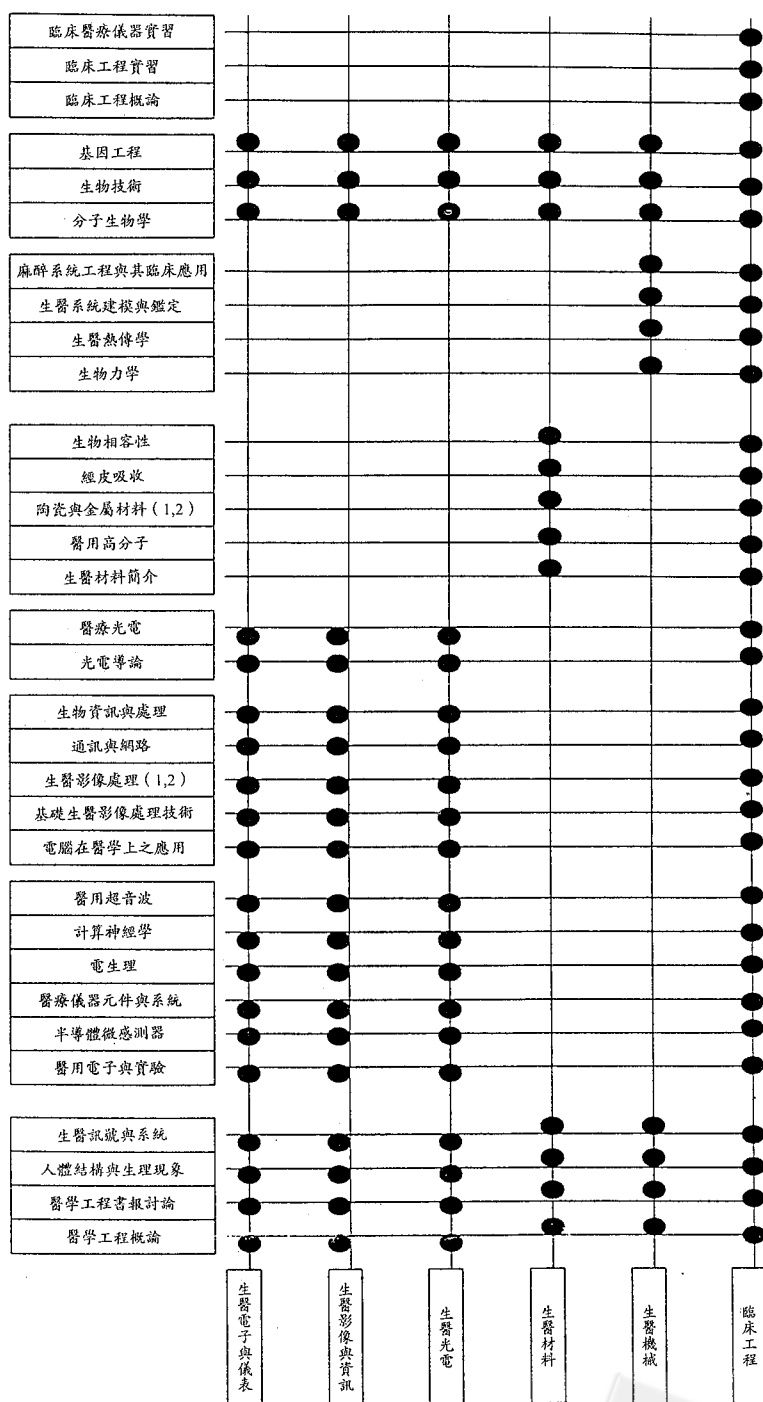 臨床醫療儀器實習
臨床工程實習
臨床工程概論
基因工程
生物技術
分子生物學
麻醉系統工程與其臨床應用
生醫系統建模與鑑定
生醫熱傳學
生物力學
生物相容性
經皮吸收
陶瓷與金屬材料(1,2)
醫用高分子
生醫材料簡介
醫療光電
光電導論
生物資訊與處理
通訊與網路
生醫影像處理(1,2)
基礎生醫影像處理技術
電腦在醫學上之應用
醫用超音波
計算神經學
電生理
醫療儀器元件與系統
半導體微感測器
醫用電子與實驗
生醫訊號與系統
人體結構與生理現象
醫學工程書報討論
醫學工程概論
生醫電子與儀表
生醫影像與資訊
生醫光電
生醫材料
生醫機械
臨床工程